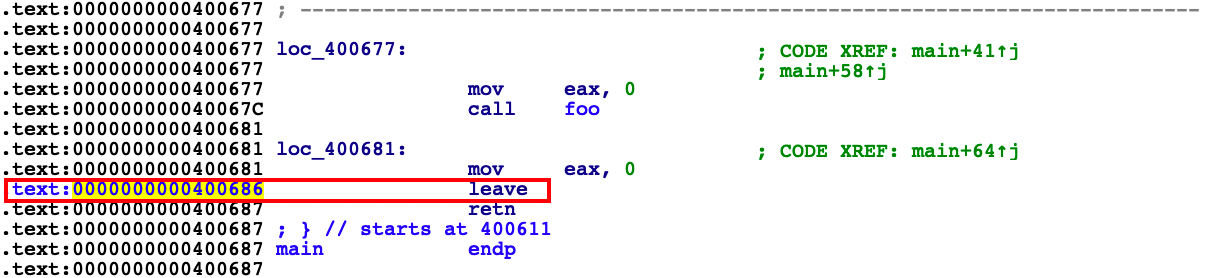 .text:0000000000400677 ; ---------------------------------------------------------------------------
.text:0000000000400677
.text:0000000000400677 loc_400677: ; CODE XREF: main+41↑j
.text:0000000000400677 ; main+58↑j
.text:0000000000400677 mov eax, 0
.text:000000000040067C call foo
.text:0000000000400681
.text:0000000000400681 loc_400681: ; CODE XREF: main+64↑j
.text:0000000000400681 mov eax, 0
.text:0000000000400686 leave
.text:0000000000400687 retn
.text:0000000000400687 ; } // starts at 400611
.text:0000000000400687 main endp
.text:0000000000400687